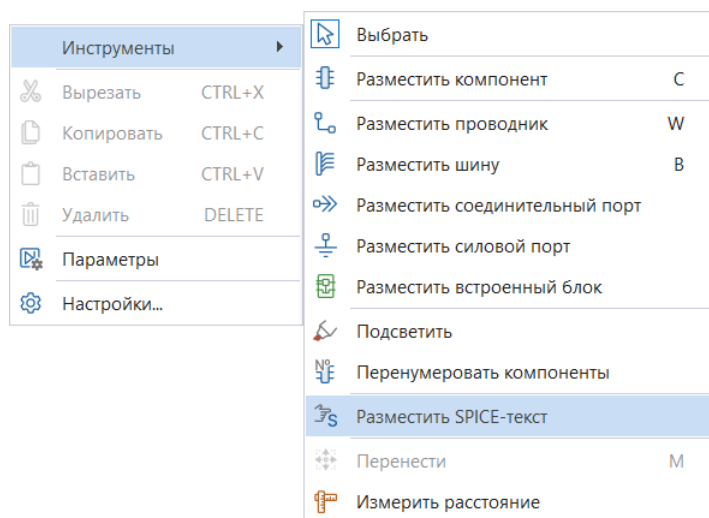 Инструменты
Вырезать CTRL+X
Копировать CTRL+C
Вставить CTRL+V
Удалить DELETE
Параметры
Настройки...
Выбрать
Разместить компонент C
Разместить проводник W
Разместить шину B
Разместить соединительный порт
Разместить силовой порт
Разместить встроенный блок
Подсветить
Перенумеровать компоненты
Разместить SPICE-текст
Перенести M
Измерить расстояние